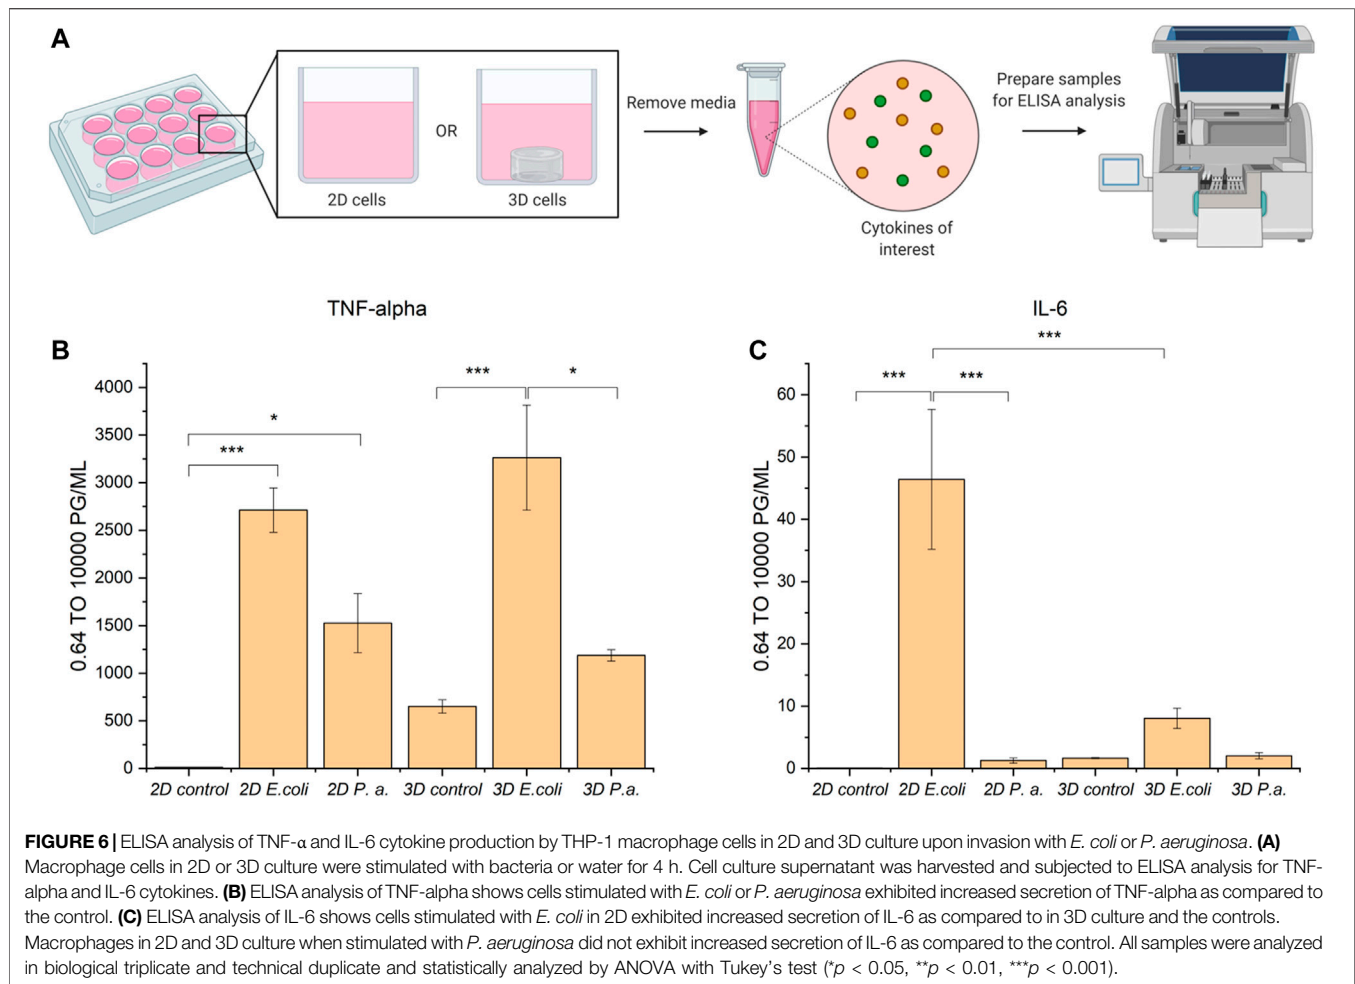 A
2D cells
OR
3D cells
Remove media
Cytokines of
interest
Prepare samples
for ELISA analysis
TNF-alpha
B
0.64 TO 10000 PG/ML
4000
3500
3000
2500
2000
1500
1000
500
0
***
*
***
*
2D control
2D E.coli
2D P. a.
3D control
3D E.coli
3D P.a.
IL-6
C
0.64 TO 10000 PG/ML
60
50
40
30
20
10
0
***
***
***
2D control
2D E.coli
2D P. a.
3D control
3D E.coli
3D P.a.
FIGURE 6 | ELISA analysis of TNF-α and IL-6 cytokine production by THP-1 macrophage cells in 2D and 3D culture upon invasion with E. coli or P. aeruginosa. (A)
Macrophage cells in 2D or 3D culture were stimulated with bacteria or water for 4 h. Cell culture supernatant was harvested and subjected to ELISA analysis for TNF-
alpha and IL-6 cytokines. (B) ELISA analysis of TNF-alpha shows cells stimulated with E. coli or P. aeruginosa exhibited increased secretion of TNF-alpha as compared to
the control. (C) ELISA analysis of IL-6 shows cells stimulated with E. coli in 2D exhibited increased secretion of IL-6 as compared to in 3D culture and the controls.
Macrophages in 2D and 3D culture when stimulated with P. aeruginosa did not exhibit increased secretion of IL-6 as compared to the control. All samples were analyzed
in biological triplicate and technical duplicate and statistically analyzed by ANOVA with Tukey's test (*p < 0.05, **p < 0.01, ***p < 0.001).